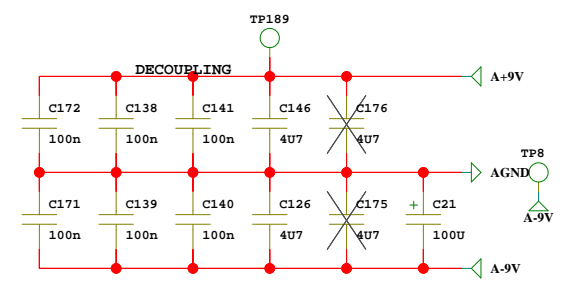 TP189
DECOUPLING
A+9V
C172 C138 C141 C146 C176
100n 100n 100n 4U7 4U7
TP8
AGND
C171 C139 C140 C126 C175 C21
A-9V
100n 100n 100n 4U7 4U7 100U
A-9V